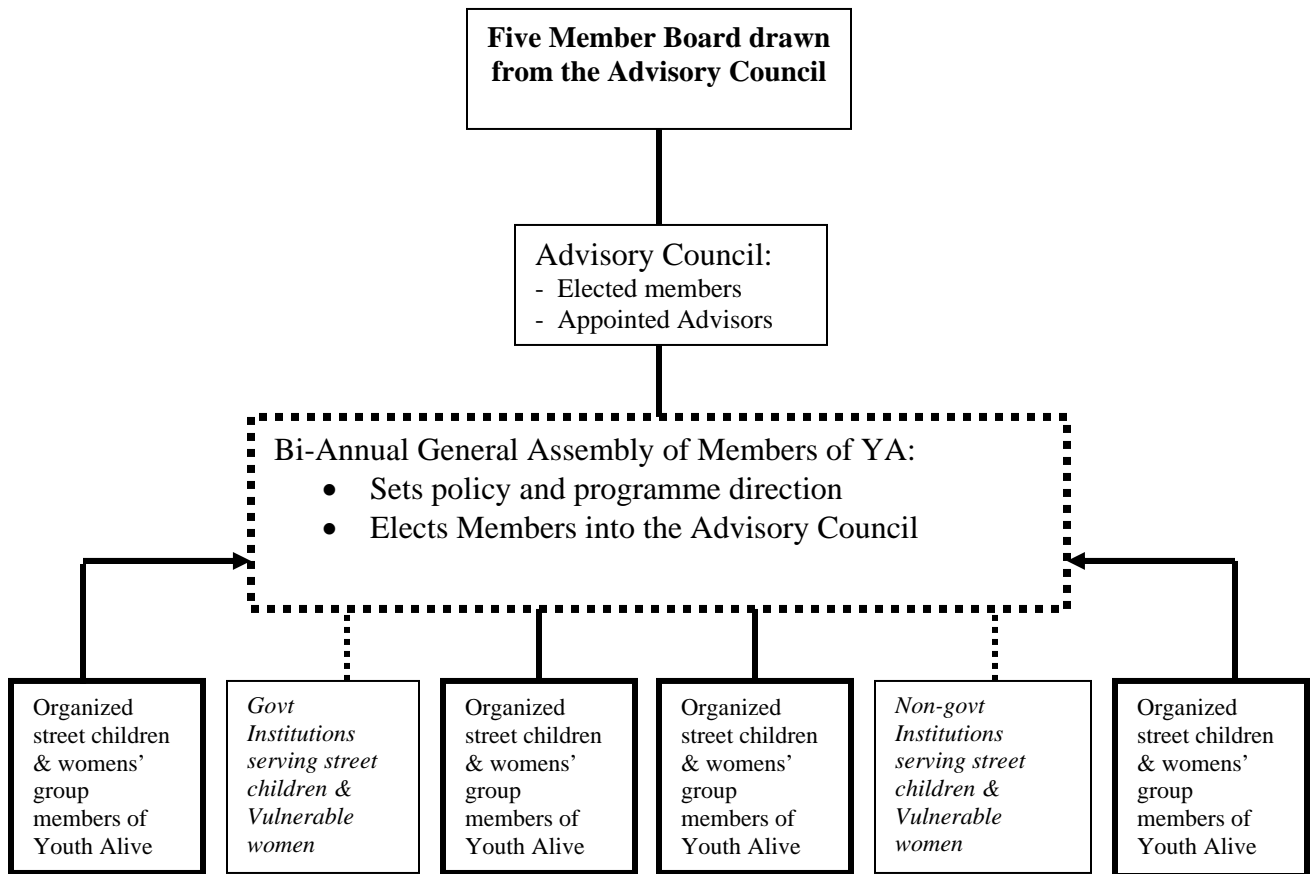 Five Member Board drawn
from the Advisory Council
Advisory Council:
- Elected members
- Appointed Advisors
Bi-Annual General Assembly of Members of YA:
• Sets policy and programme direction
• Elects Members into the Advisory Council
Organized
street children
& womens'
group
members of
Youth Alive
Govt
Institutions
serving street
children &
Vulnerable
women
Organized
street children
& womens'
group
members of
Youth Alive
Organized
street children
& womens'
group
members of
Youth Alive
Non-govt
Institutions
serving street
children &
Vulnerable
women
Organized
street children
& womens'
group
members of
Youth Alive